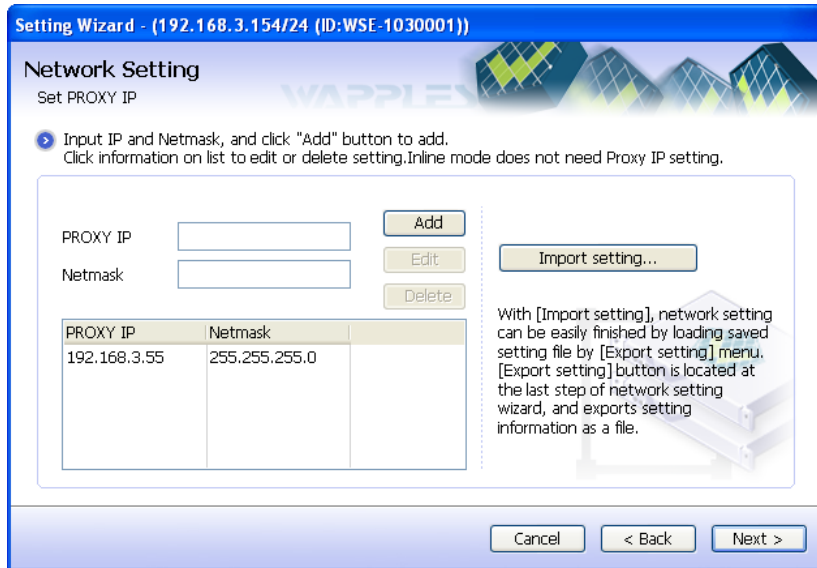 Setting Wizard - (192.168.3.154/24 (ID:WSE-1030001))
Network Setting
Set PROXY IP
WAPPLES
Input IP and Netmask, and click "Add" button to add.
Click information on list to edit or delete setting.Inline mode does not need Proxy IP setting.
PROXY IP
Netmask
Add
Edit
Delete
PROXY IP Netmask
192.168.3.55 255.255.255.0
Import setting...
With [Import setting], network setting
can be easily finished by loading saved
setting file by [Export setting] menu.
[Export setting] button is located at
the last step of network setting
wizard, and exports setting
information as a file.
Cancel
< Back
Next >